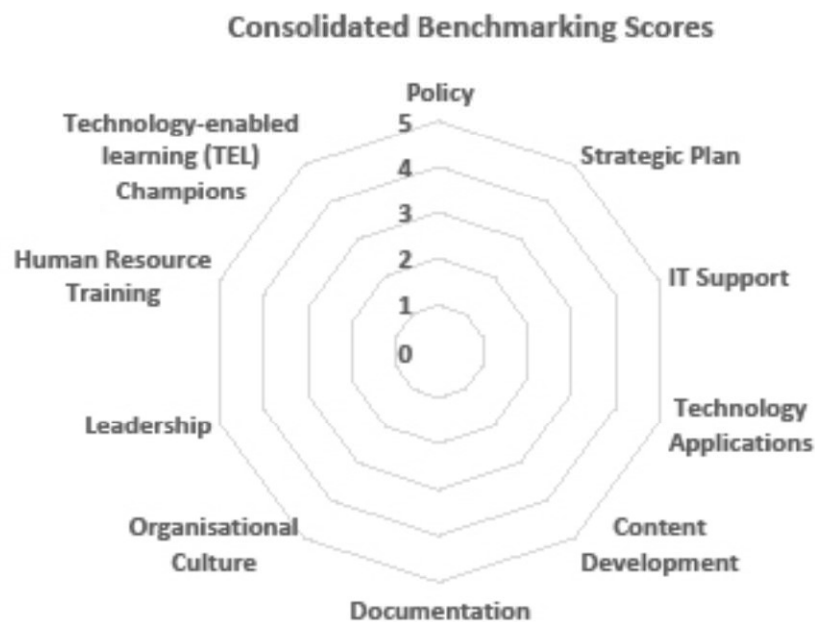 Consolidated Benchmarking Scores
Policy
Technology-enabled
learning (TEL)
Champions
Strategic Plan
Human Resource
Training
IT Support
5
4
3
2
1
0
Leadership
Technology
Applications
Organisational
Culture
Content
Development
Documentation